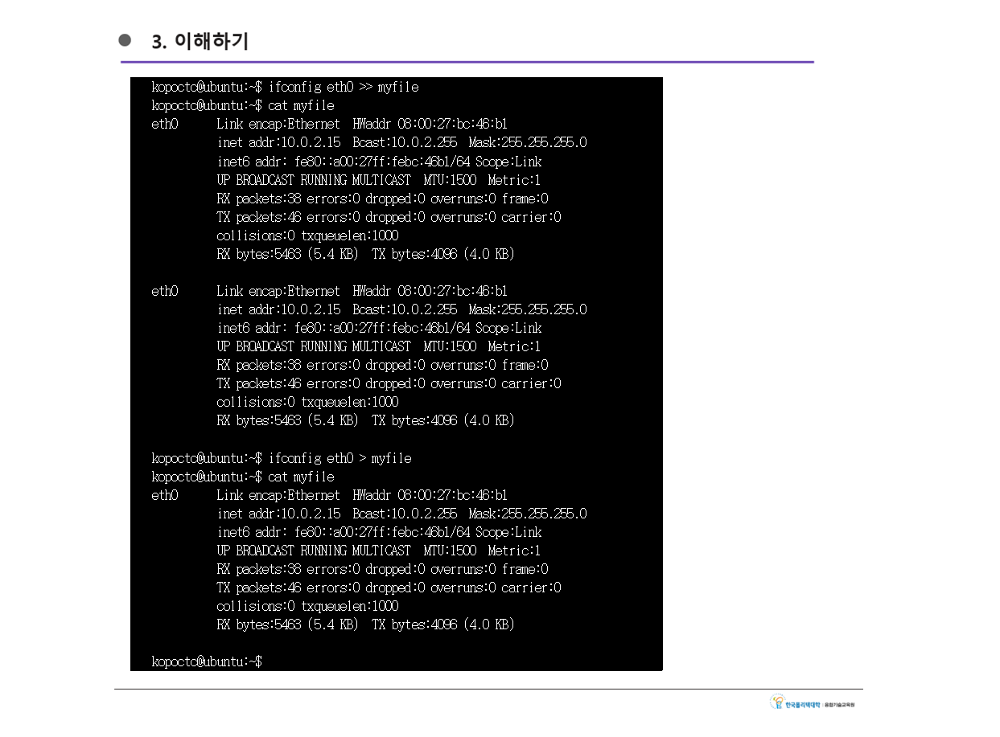 ● 3. 이해하기
kopoctc@ubuntu:~$ ifconfig eth0 >> myfile
kopoctc@ubuntu:~$ cat myfile
eth0 Link encap:Ethernet HWaddr 08:00:27:bc:46:b1
inet addr:10.0.2.15 Bcast:10.0.2.255 Mask:255.255.255.0
inet6 addr: fe80::a00:27ff:febc:46b1/64 Scope:Link
UP BROADCAST RUNNING MULTICAST MTU:1500 Metric:1
RX packets:38 errors:0 dropped:0 overruns:0 frame:0
TX packets:46 errors:0 dropped:0 overruns:0 carrier:0
collisions:0 txqueuelen:1000
RX bytes:5463 (5.4 KB) TX bytes:4096 (4.0 KB)
eth0 Link encap:Ethernet HWaddr 08:00:27:bc:46:b1
inet addr:10.0.2.15 Bcast:10.0.2.255 Mask:255.255.255.0
inet6 addr: fe80::a00:27ff:febc:46b1/64 Scope:Link
UP BROADCAST RUNNING MULTICAST MTU:1500 Metric:1
RX packets:38 errors:0 dropped:0 overruns:0 frame:0
TX packets:46 errors:0 dropped:0 overruns:0 carrier:0
collisions:0 txqueuelen:1000
RX bytes:5463 (5.4 KB) TX bytes:4096 (4.0 KB)
kopoctc@ubuntu:~$ ifconfig eth0 > myfile
kopoctc@ubuntu:~$ cat myfile
eth0 Link encap:Ethernet HWaddr 08:00:27:bc:46:b1
inet addr:10.0.2.15 Bcast:10.0.2.255 Mask:255.255.255.0
inet6 addr: fe80::a00:27ff:febc:46b1/64 Scope:Link
UP BROADCAST RUNNING MULTICAST MTU:1500 Metric:1
RX packets:38 errors:0 dropped:0 overruns:0 frame:0
TX packets:46 errors:0 dropped:0 overruns:0 carrier:0
collisions:0 txqueuelen:1000
RX bytes:5463 (5.4 KB) TX bytes:4096 (4.0 KB)
kopoctc@ubuntu:~$
한국폴리텍대학 | 융합기술교육원